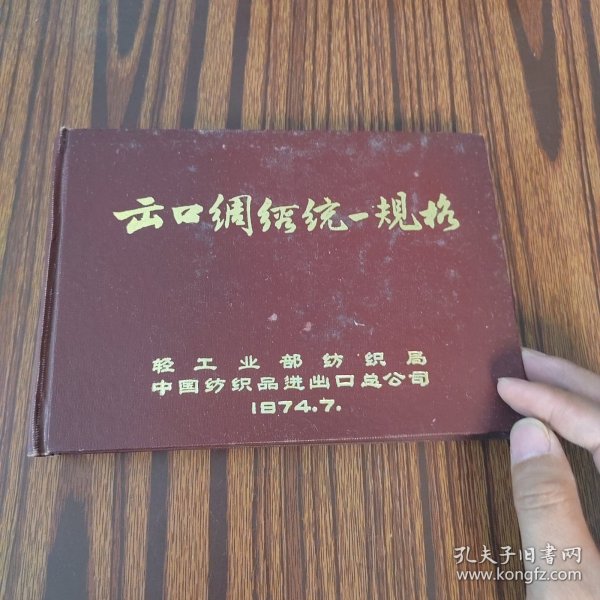 出口绸缎统一规格
轻工业部纺织局
中国纺织品进出口总公司
1974.7.
孔夫子旧书网
www.kongfz.com